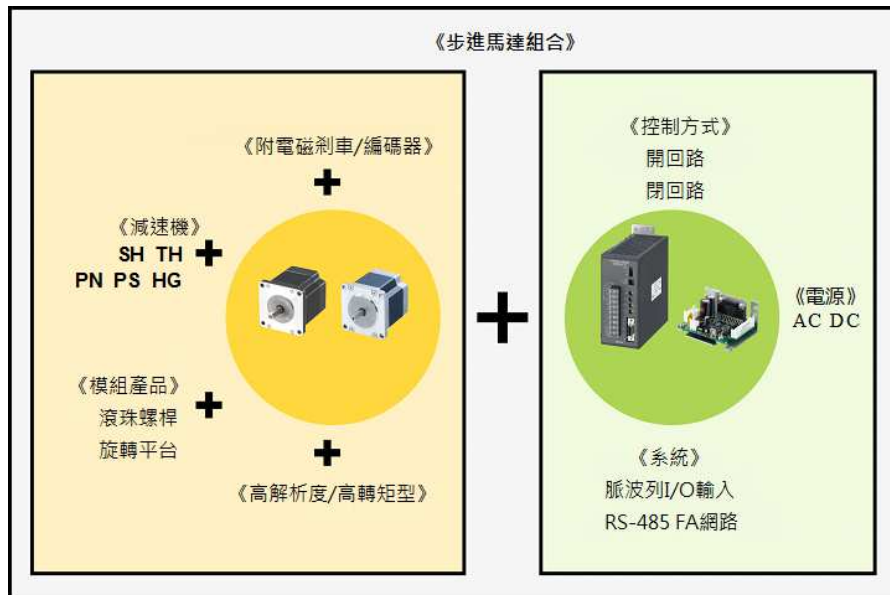 《步進馬達組合》
《附電磁剎車/編碼器》
《減速機》
SH TH
PN PS HG
《模組產品》
滾珠螺桿
旋轉平台
《高解析度/高轉矩型》
《控制方式》
開回路
閉回路
《電源》
AC DC
《系統》
脈波列I/O輸入
RS-485 FA網路